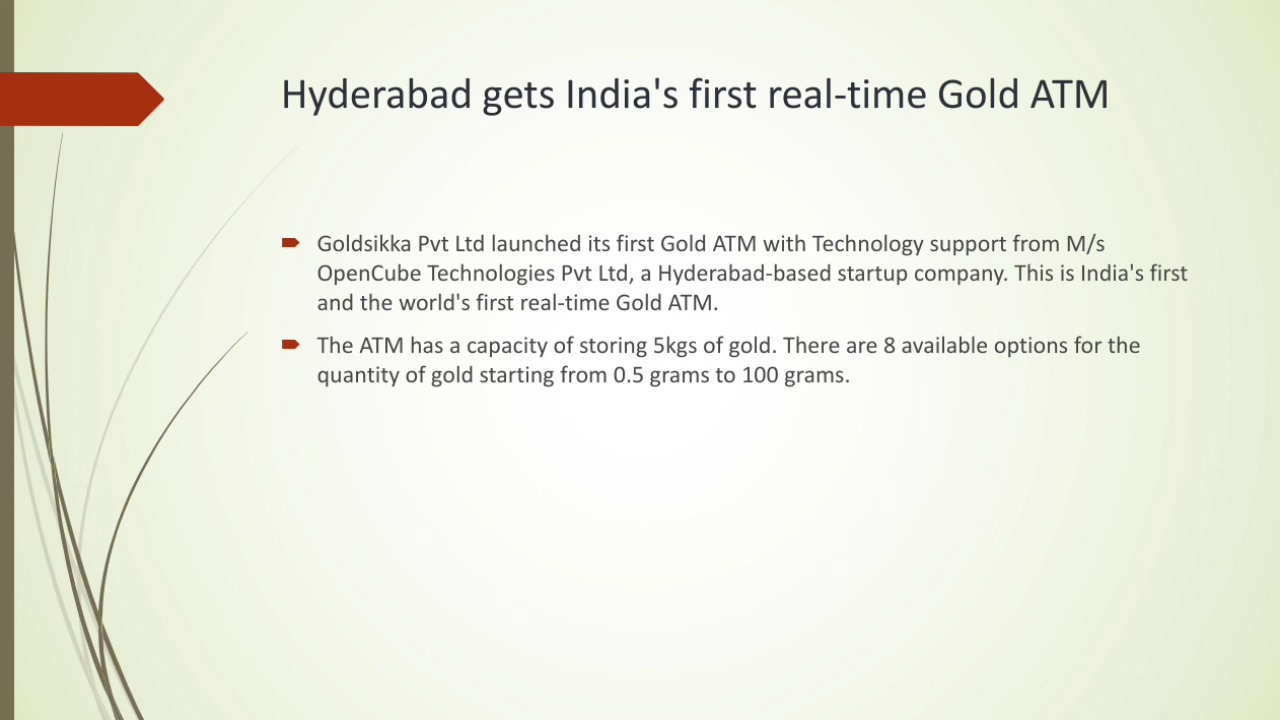 Hyderabad gets India's first real-time Gold ATM
Goldsikka Pvt Ltd launched its first Gold ATM with Technology support from M/s
OpenCube Technologies Pvt Ltd, a Hyderabad-based startup company. This is India's first
and the world's first real-time Gold ATM.
The ATM has a capacity of storing 5kgs of gold. There are 8 available options for the
quantity of gold starting from 0.5 grams to 100 grams.